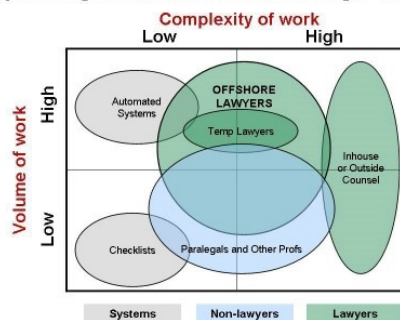 Complexity of work
Low High
Volume of work
High
Low
OFFSHORE
LAWYERS
Automated
Systems
Temp Lawyers
Inhouse
or Outside
Counsel
Checklists
Paralegals and Other Profs
Systems
Non-lawyers
Lawyers